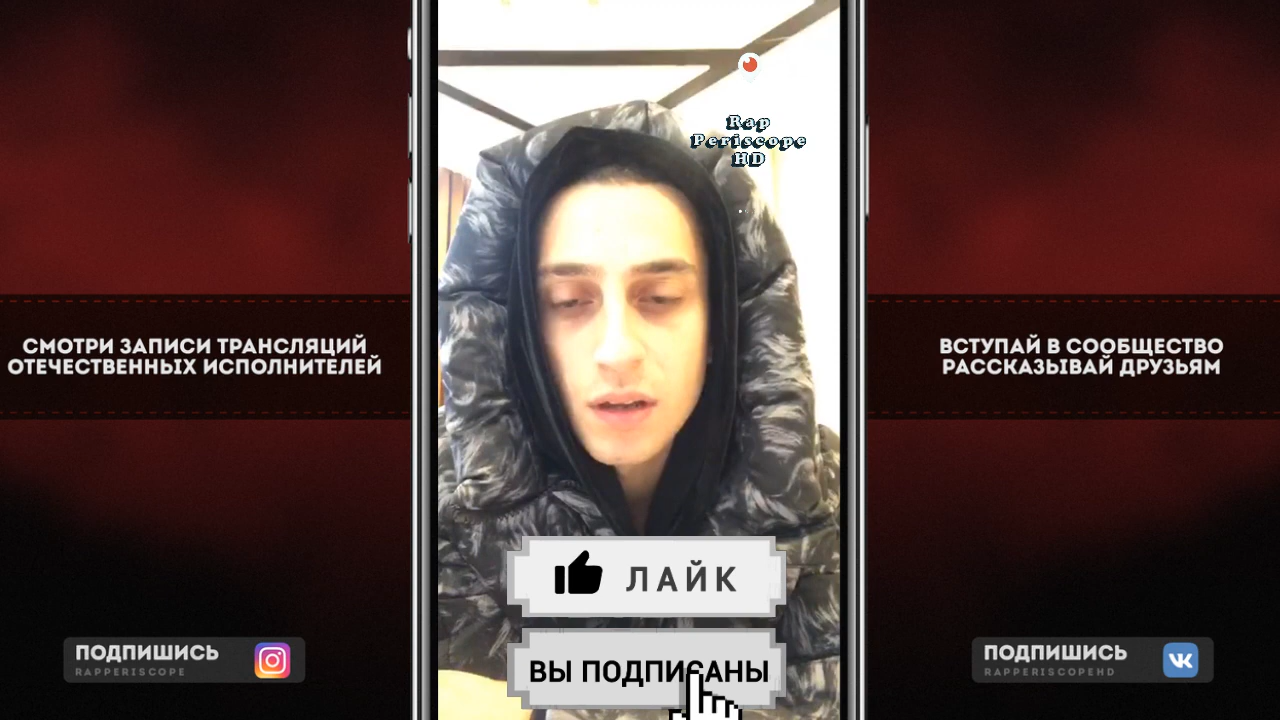 Rap
Periscope
HD
СМОТРИ ЗАПИСИ ТРАНСЛЯЦИЙ
ОТЕЧЕСТВЕННЫХ ИСПОЛНИТЕЛЕЙ
ВСТУПАЙ В СООБЩЕСТВО
РАССКАЗЫВАЙ ДРУЗЬЯМ
ЛАЙК
ВЫ ПОДПИСАНЫ
ПОДПИШИСЬ
RAPPERISCOPE
ПОДПИШИСЬ
RAPPERISCOPEHD